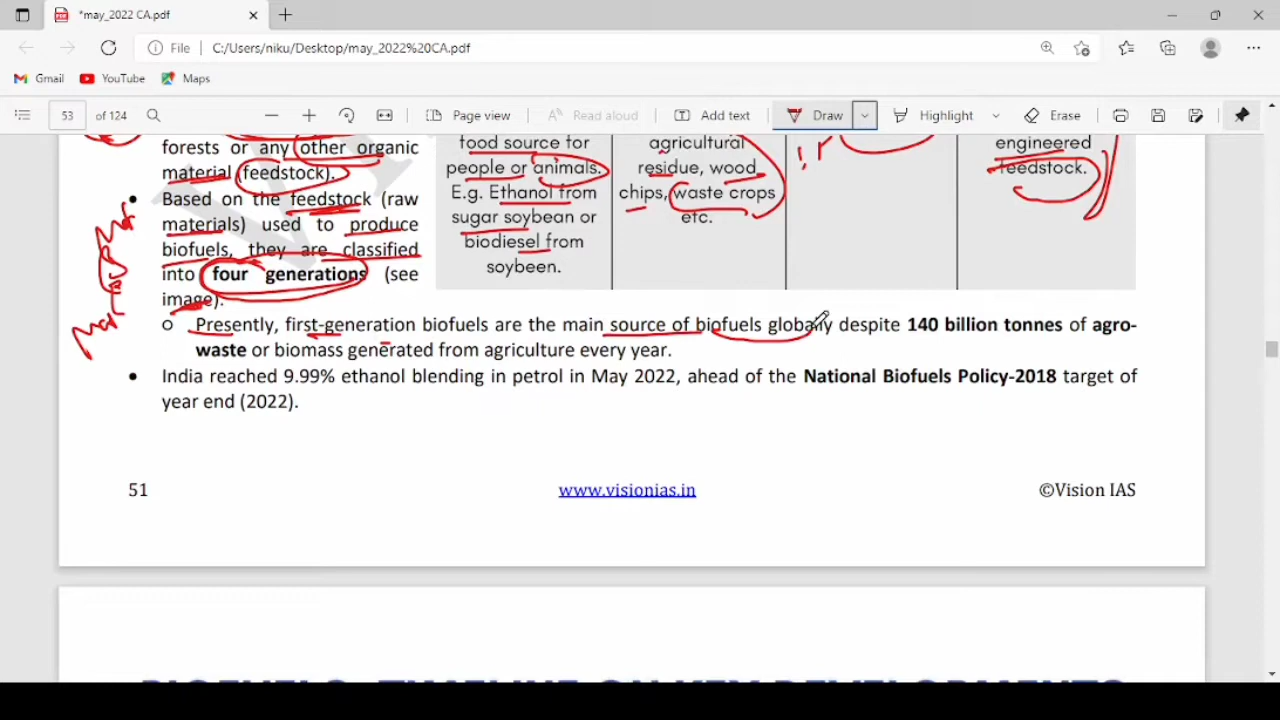 *may_2022 CA.pdf
File | C:/Users/niku/Desktop/may_2022%20CA.pdf
Gmail YouTube Maps
53 of 124 Page view Read aloud Add text Draw Highlight Erase
forests or any other organic
material (feedstock).
Based on the feedstock (raw
materials) used to produce
biofuels, they are classified
into four generations (see
image).
food source for
people or animals.
E.g. Ethanol from
sugar soybean or
biodiesel from
soybeen.
agricultural
residue, wood
chips, waste crops
etc.
engineered
feedstock.
o Presently, first-generation biofuels are the main source of biofuels globally despite 140 billion tonnes of agro-
waste or biomass generated from agriculture every year.
India reached 9.99% ethanol blending in petrol in May 2022, ahead of the National Biofuels Policy-2018 target of
year end (2022).
51 www.visionias.in ©Vision IAS